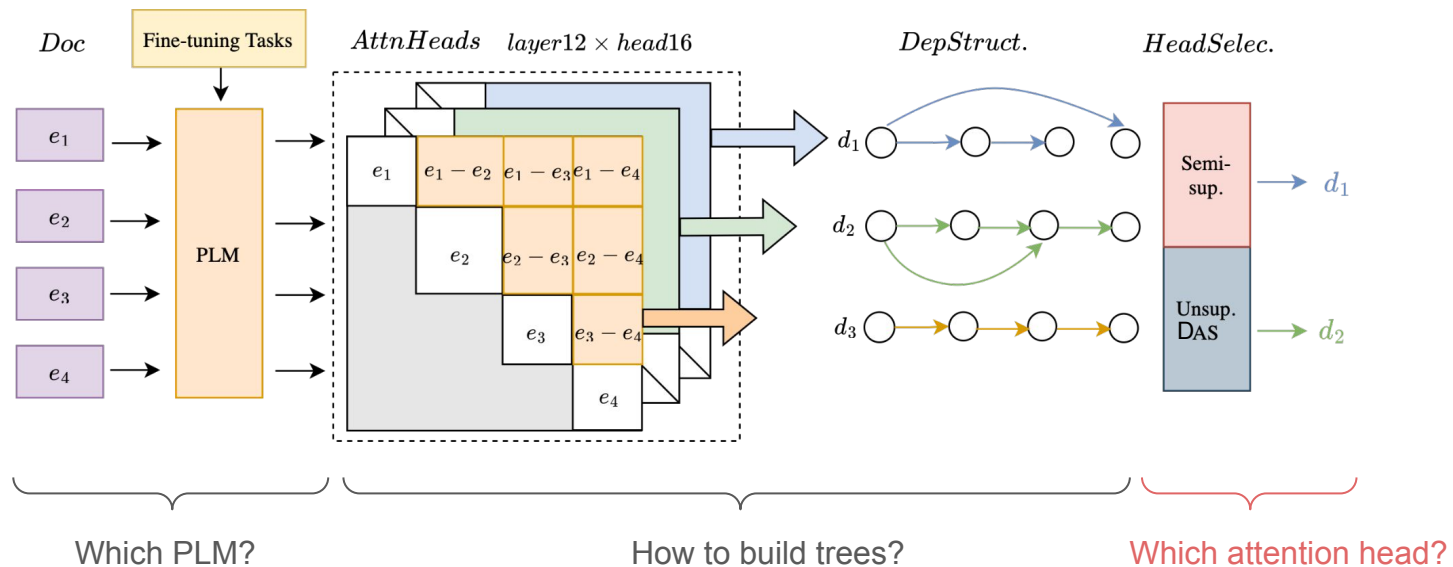 Doc
Fine-tuning Tasks
AttnHeads layer12 × head16
DepStruct.
HeadSelec.
e₁
e₂
e₃
e₄
PLM
e₁
e₁ − e₂
e₁ − e₃
e₁ − e₄
e₂
e₂ − e₃
e₂ − e₄
e₃
e₃ − e₄
e₄
d₁
d₂
d₃
Semi-
sup.
Unsup.
DAS
d₁
d₂
Which PLM?
How to build trees?
Which attention head?